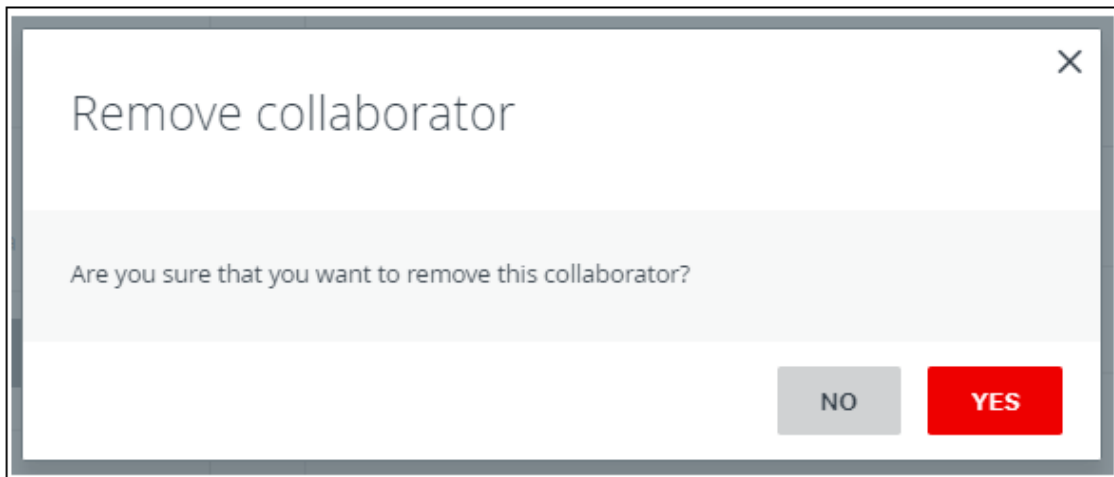 Remove collaborator
Are you sure that you want to remove this collaborator?
NO YES